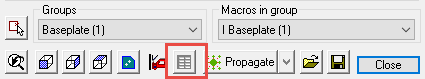 Groups Macros in group
Baseplate (1) I Baseplate (1)
Propagate Close